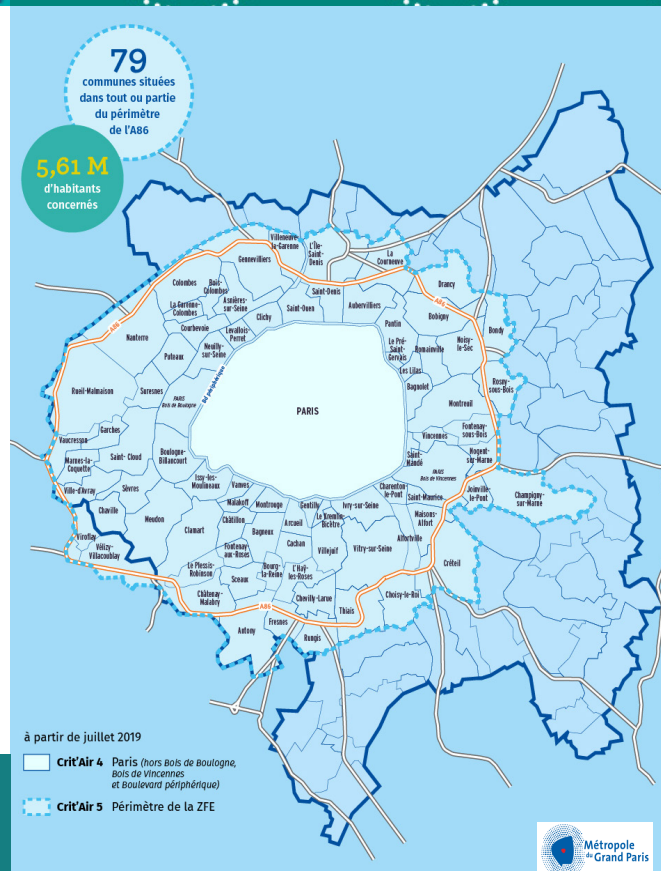 79
communes situées
dans tout ou partie
du périmètre
de l'A86
5,61 M
d'habitants
concernés
Villeneuve-
la-Garenne
L'Île-
Saint-
Denis
La
Courneuve
Gennevilliers
Colombes
Bois-
Colombes
Asnières-
sur-Seine
La Garenne-
Colombes
Saint-Denis
Saint-Ouen
Aubervilliers
Drancy
A86
Bobigny
Clichy
Courbevoie
Levallois-
Perret
Pantin
Bondy
A86
Nanterre
Neuilly-
sur-Seine
Puteaux
Le Pré-
Saint-
Gervais
Romainville
Noisy-
le-Sec
Les Lilas
Bagnolet
Rosny-
sous-Bois
Rueil-Malmaison
Suresnes
PARIS
Bois de Boulogne
Bd périphérique
PARIS
Montreuil
Garches
Vaucresson
Fontenay-
sous-Bois
Vincennes
Marnes-la-
Coquette
Saint- Cloud
Boulogne-
Billancourt
Saint-
Mandé
Nogent-
sur-Marne
PARIS
Bois de Vincennes
Ville-d'Avray
Sèvres
Issy-les-
Moulineaux
Vanves
Charenton-
le-Pont
Saint-Maurice
Joinville-
le-Pont
Champigny-
sur-Marne
Chaville
Malakoff
Montrouge
Gentilly
Ivry-sur-Seine
Maisons-
Alfort
Meudon
Châtillon
Arcueil
Le Kremlin-
Bicêtre
Clamart
Bagneux
Viroflay
Vélizy-
Villacoublay
Fontenay-
aux-Roses
Cachan
Villejuif
Vitry-sur-Seine
Alfortville
Créteil
Le Plessis-
Robinson
Sceaux
Bourg-
la-Reine
L'Haÿ-
les-Roses
Châtenay-
Malabry
Chevilly-Larue
Choisy-le-Roi
A86
Thiais
Fresnes
Antony
Rungis
à partir de juillet 2019
Crit'Air 4 Paris (hors Bois de Boulogne,
Bois de Vincennes
et Boulevard périphérique)
Crit'Air 5 Périmètre de la ZFE
Métropole
du Grand Paris